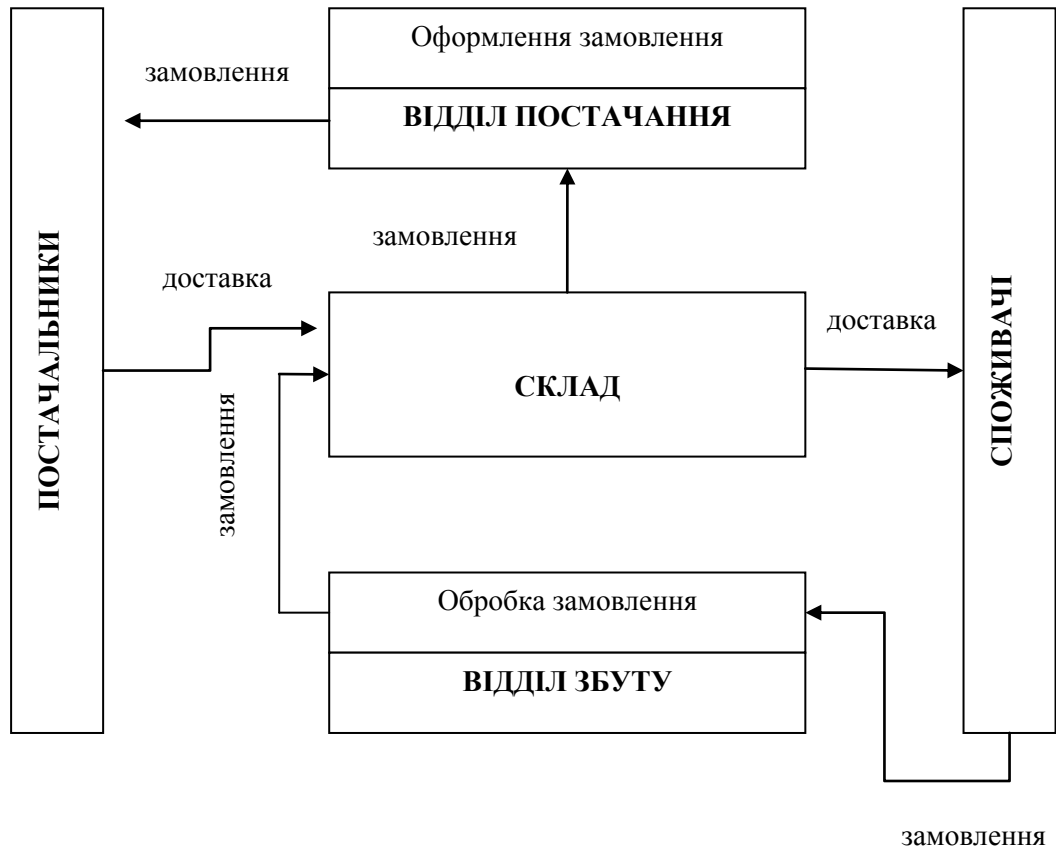 Оформлення замовлення
замовлення
ВІДДІЛ ПОСТАЧАННЯ
замовлення
ПОСТАЧАЛЬНИКИ
доставка
доставка
СКЛАД
СПОЖИВАЧІ
замовлення
Обробка замовлення
ВІДДІЛ ЗБУТУ
замовлення